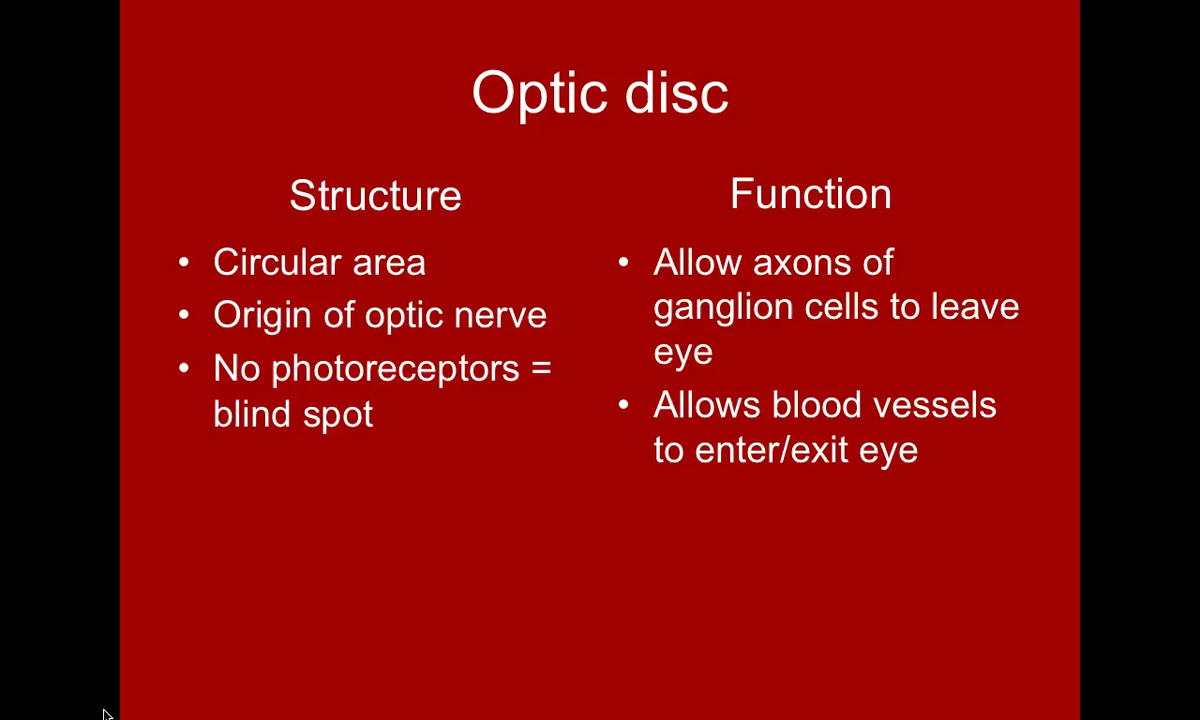 Optic disc
Structure
• Circular area
• Origin of optic nerve
• No photoreceptors =
blind spot
Function
• Allow axons of
ganglion cells to leave
eye
• Allows blood vessels
to enter/exit eye